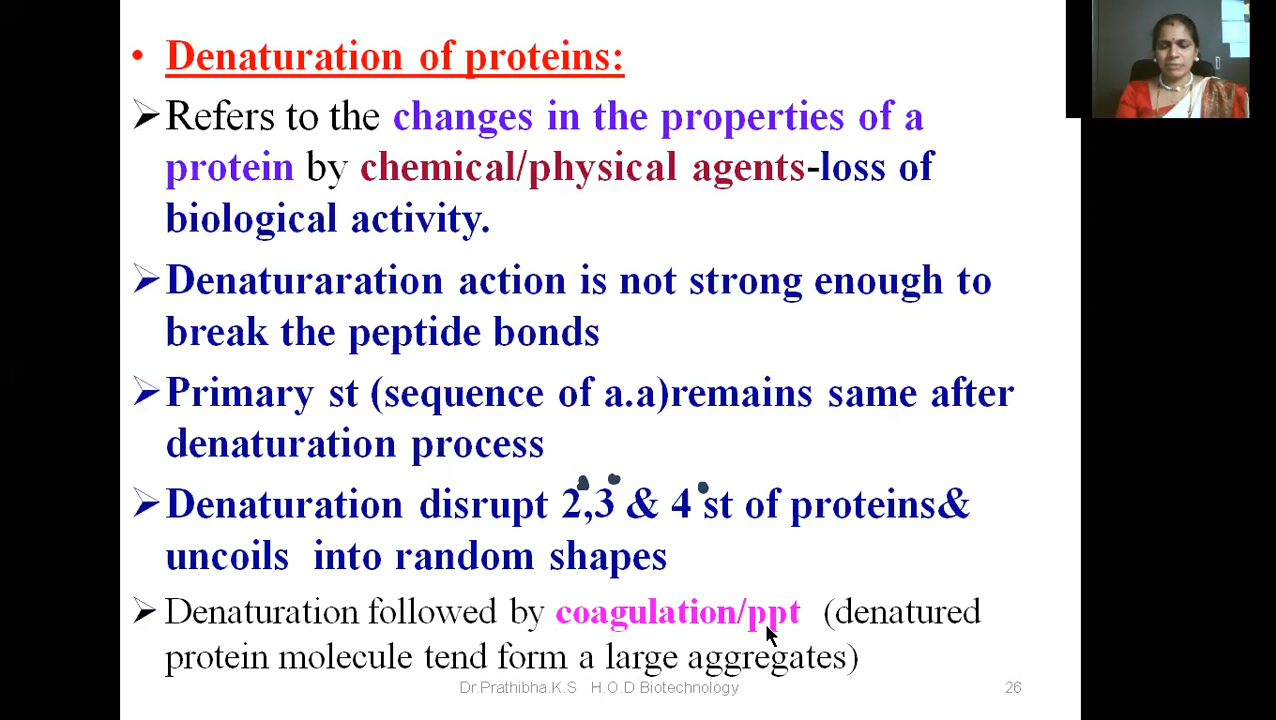 • Denaturation of proteins:
➢Refers to the changes in the properties of a
protein by chemical/physical agents-loss of
biological activity.
➢Denaturaration action is not strong enough to
break the peptide bonds
➢Primary st (sequence of a.a)remains same after
denaturation process
➢Denaturation disrupt 2,3 & 4 st of proteins&
uncoils into random shapes
➢Denaturation followed by coagulation/ppt (denatured
protein molecule tend form a large aggregates)
Dr.Prathibha.K.S H.O.D Biotechnology 26